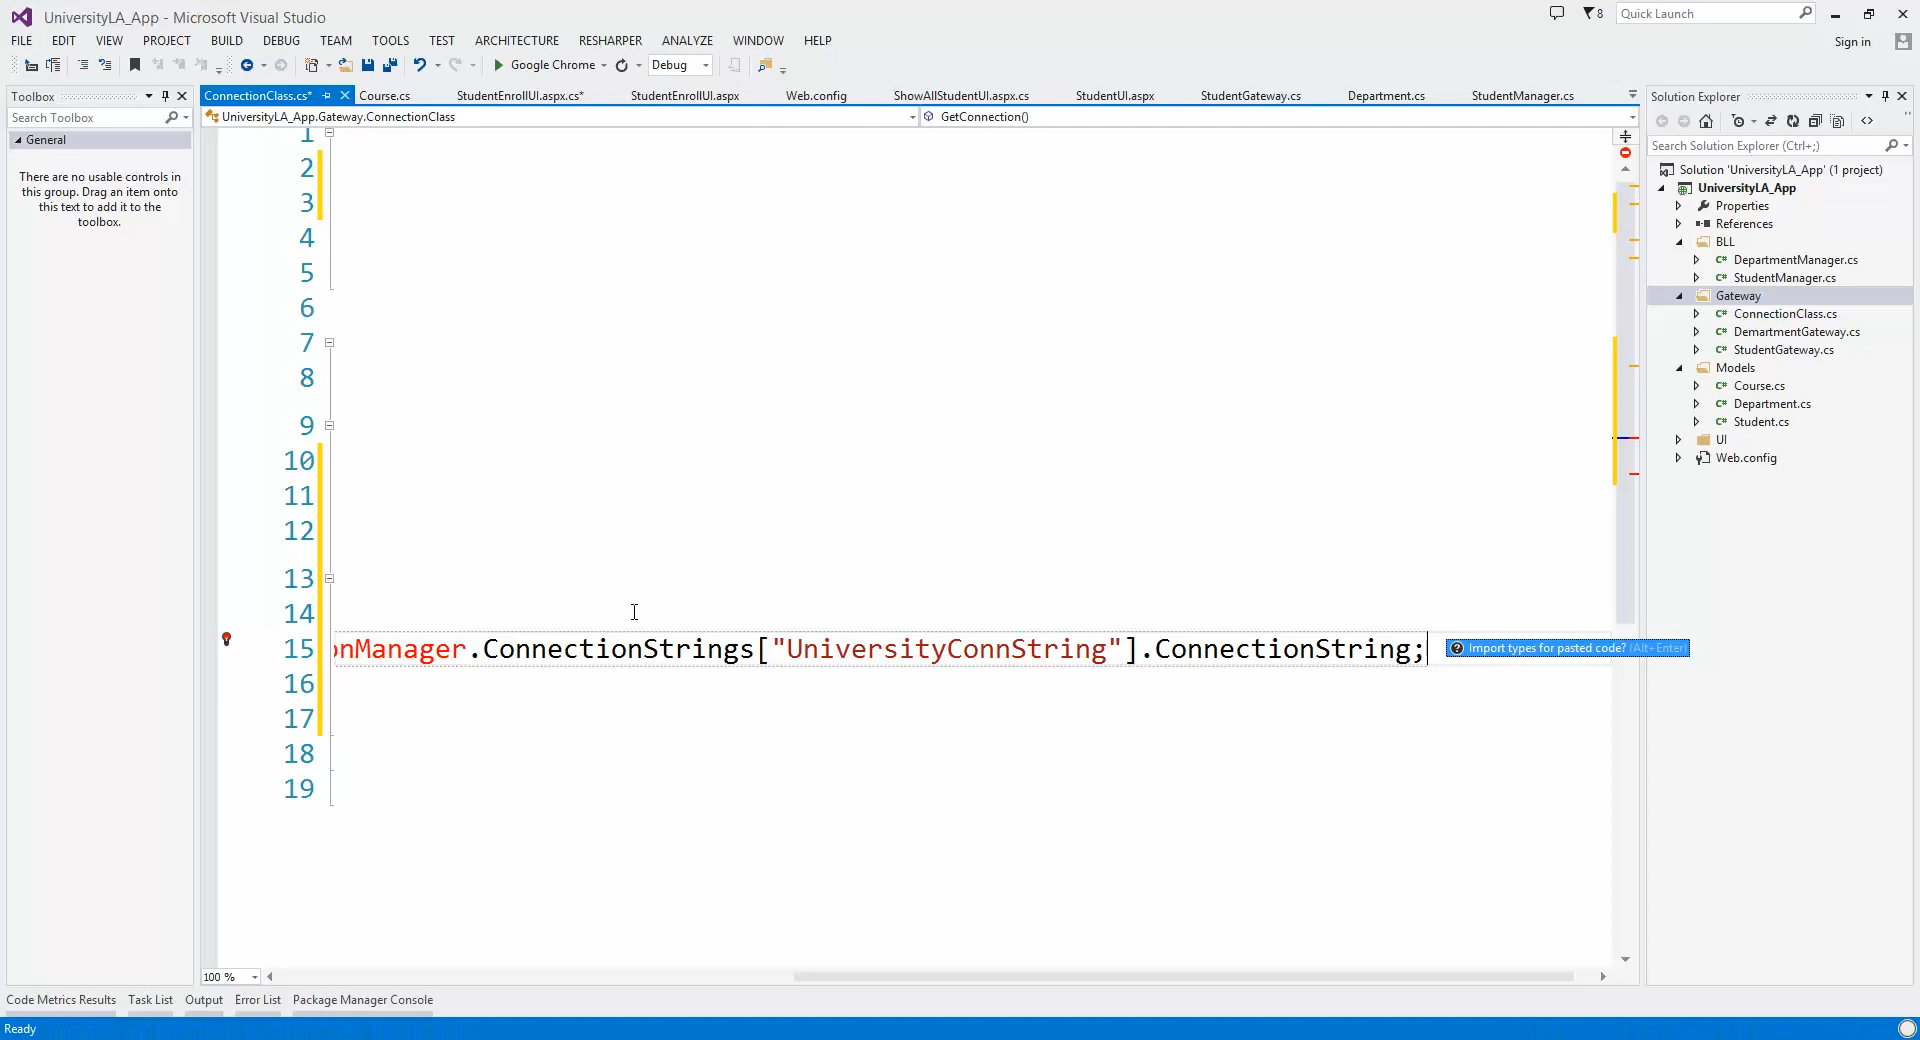 UniversityLA_App - Microsoft Visual Studio
8
Quick Launch
FILE EDIT VIEW PROJECT BUILD DEBUG TEAM TOOLS TEST ARCHITECTURE RESHARPER ANALYZE WINDOW HELP
Sign in
Google Chrome
Debug
Toolbox
Search Toolbox
General
There are no usable controls in
this group. Drag an item onto
this text to add it to the
toolbox.
ConnectionClass.cs* Course.cs StudentEnrollUI.aspx.cs* StudentEnrollUI.aspx Web.config ShowAllStudentUI.aspx.cs StudentUI.aspx StudentGateway.cs Department.cs StudentManager.cs
UniversityLA_App.Gateway.ConnectionClass
GetConnection()
1
2
3
4
5
6
7
8
9
10
11
12
13
14
15 onManager.ConnectionStrings["UniversityConnString"].ConnectionString;
Import types for pasted code? (Alt+Enter)
16
17
18
19
100 %
Solution Explorer
Search Solution Explorer (Ctrl+;)
Solution 'UniversityLA_App' (1 project)
UniversityLA_App
Properties
References
BLL
DepartmentManager.cs
StudentManager.cs
Gateway
ConnectionClass.cs
DemartmentGateway.cs
StudentGateway.cs
Models
Course.cs
Department.cs
Student.cs
UI
Web.config
Code Metrics Results Task List Output Error List Package Manager Console
Ready